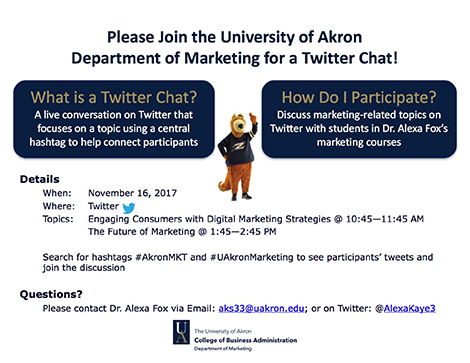 Please Join the University of Akron
Department of Marketing for a Twitter Chat!
What is a Twitter Chat?
A live conversation on Twitter that
focuses on a topic using a central
hashtag to help connect participants
How Do I Participate?
Discuss marketing-related topics on
Twitter with students in Dr. Alexa Fox's
marketing courses
Z
Details
When: November 16, 2017
Where: Twitter
Topics: Engaging Consumers with Digital Marketing Strategies @ 10:45—11:45 AM
The Future of Marketing @ 1:45—2:45 PM
Search for hashtags #AkronMKT and #UAkronMarketing to see participants' tweets and
join the discussion
Questions?
Please contact Dr. Alexa Fox via Email: aks33@uakron.edu; or on Twitter: @AlexaKaye3
UA
The University of Akron
College of Business Administration
Department of Marketing